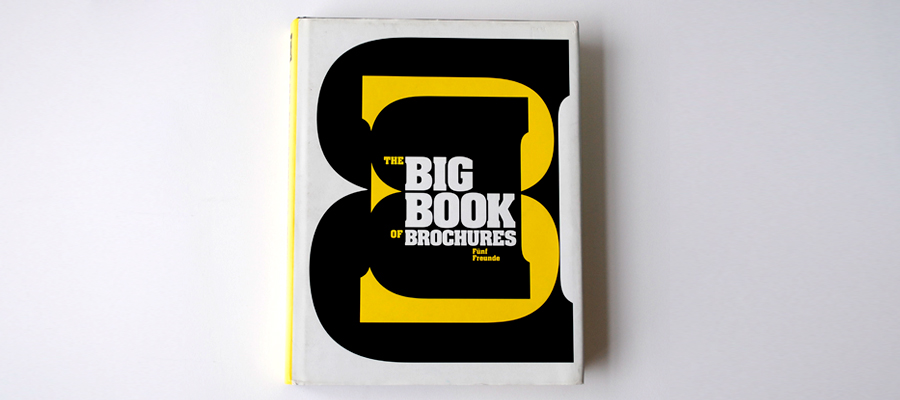 THE BIG
BOOK
OF BROCHURES
Fünf
Freunde